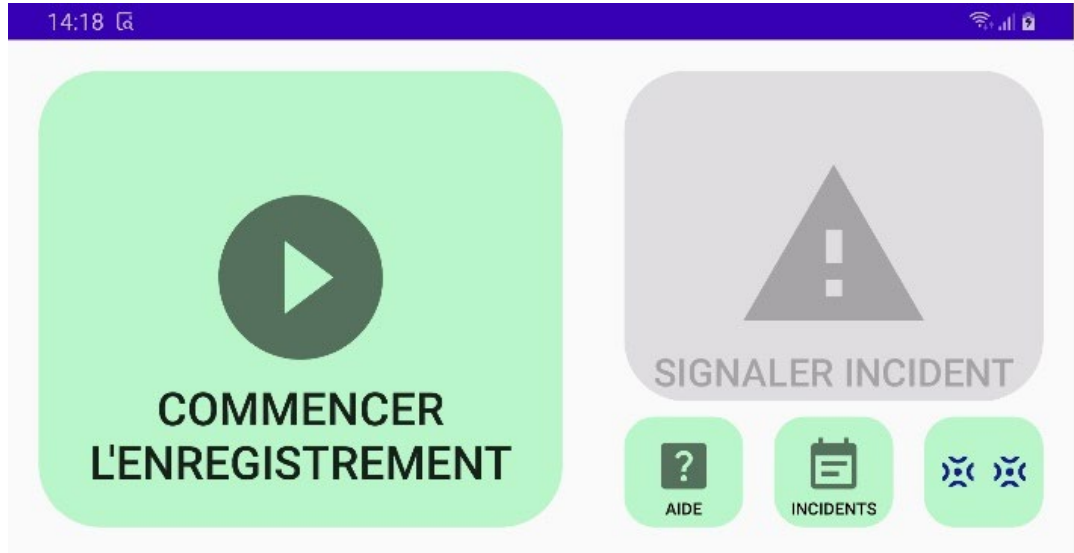 14:18
COMMENCER
L'ENREGISTREMENT
SIGNALER INCIDENT
AIDE
INCIDENTS